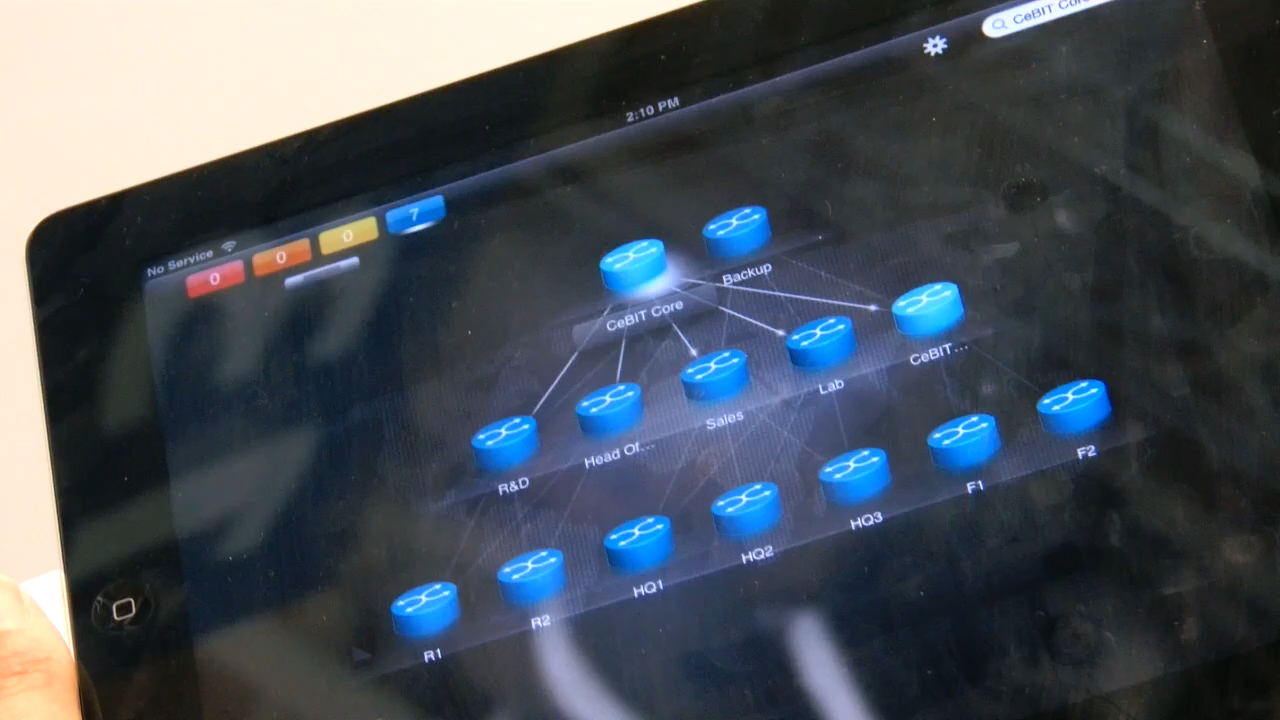 CeBIT Core
2:10 PM
No Service
0
0
0
7
Backup
CeBIT Core
CeBIT...
Lab
Sales
Head Of...
R&D
F2
F1
HQ3
HQ2
HQ1
R2
R1